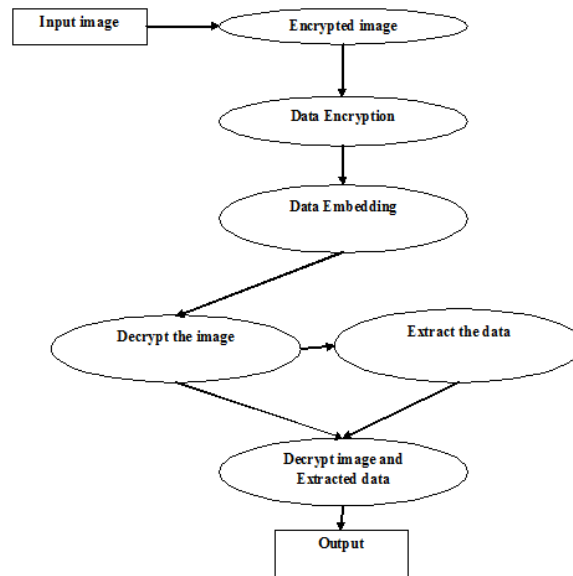 Input image
Encrypted image
Data Encryption
Data Embedding
Decrypt the image
Extract the data
Decrypt image and
Extracted data
Output